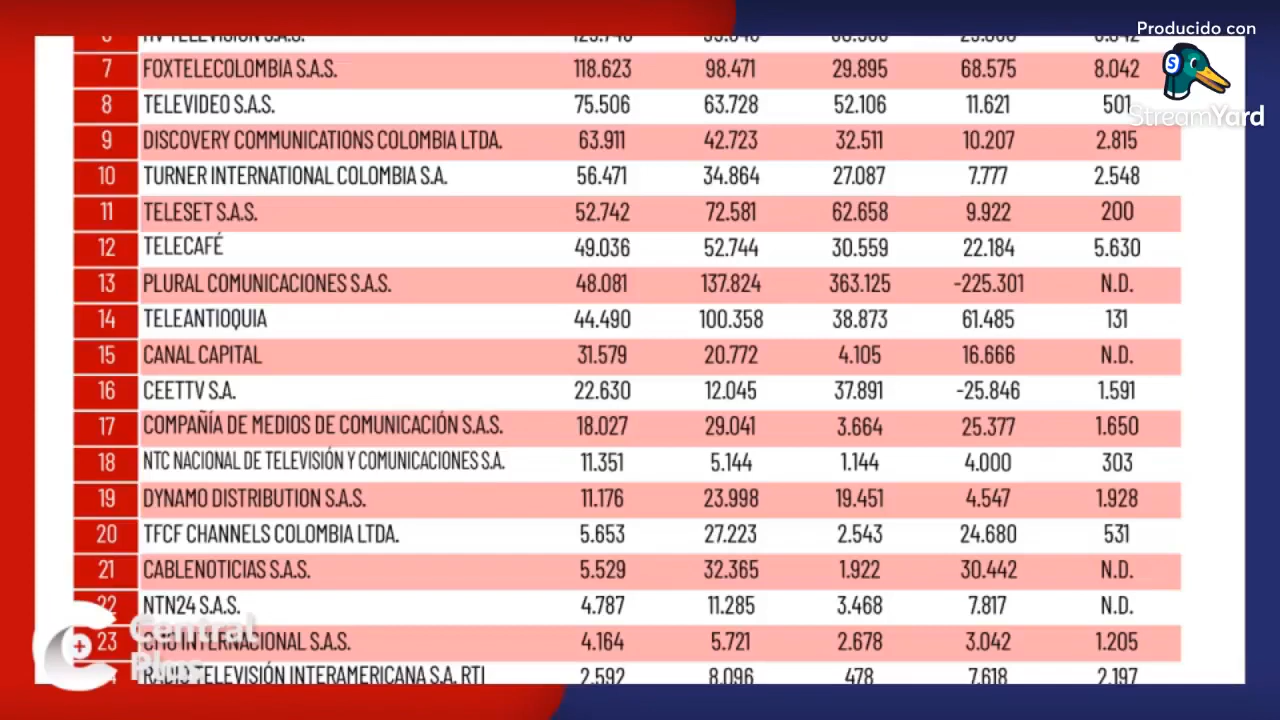 Producido con
StreamYard
7 FOXTELECOLOMBIA S.A.S. 118.623 98.471 29.895 68.575 8.042
8 TELEVIDEO S.A.S. 75.506 63.728 52.106 11.621 501
9 DISCOVERY COMMUNICATIONS COLOMBIA LTDA. 63.911 42.723 32.511 10.207 2.815
10 TURNER INTERNATIONAL COLOMBIA S.A. 56.471 34.864 27.087 7.777 2.548
11 TELESET S.A.S. 52.742 72.581 62.658 9.922 200
12 TELECAFÉ 49.036 52.744 30.559 22.184 5.630
13 PLURAL COMUNICACIONES S.A.S. 48.081 137.824 363.125 -225.301 N.D.
14 TELEANTIOQUIA 44.490 100.358 38.873 61.485 131
15 CANAL CAPITAL 31.579 20.772 4.105 16.666 N.D.
16 CEETTV S.A. 22.630 12.045 37.891 -25.846 1.591
17 COMPAÑÍA DE MEDIOS DE COMUNICACIÓN S.A.S. 18.027 29.041 3.664 25.377 1.650
18 NTC NACIONAL DE TELEVISIÓN Y COMUNICACIONES S.A. 11.351 5.144 1.144 4.000 303
19 DYNAMO DISTRIBUTION S.A.S. 11.176 23.998 19.451 4.547 1.928
20 TFCF CHANNELS COLOMBIA LTDA. 5.653 27.223 2.543 24.680 531
21 CABLENOTICIAS S.A.S. 5.529 32.365 1.922 30.442 N.D.
22 NTN24 S.A.S. 4.787 11.285 3.468 7.817 N.D.
23 INTERNACIONAL S.A.S. 4.164 5.721 2.678 3.042 1.205
RADIO TELEVISIÓN INTERAMERICANA S.A. RTI 2.592 8.096 478 7.618 2.197
Central
Plus